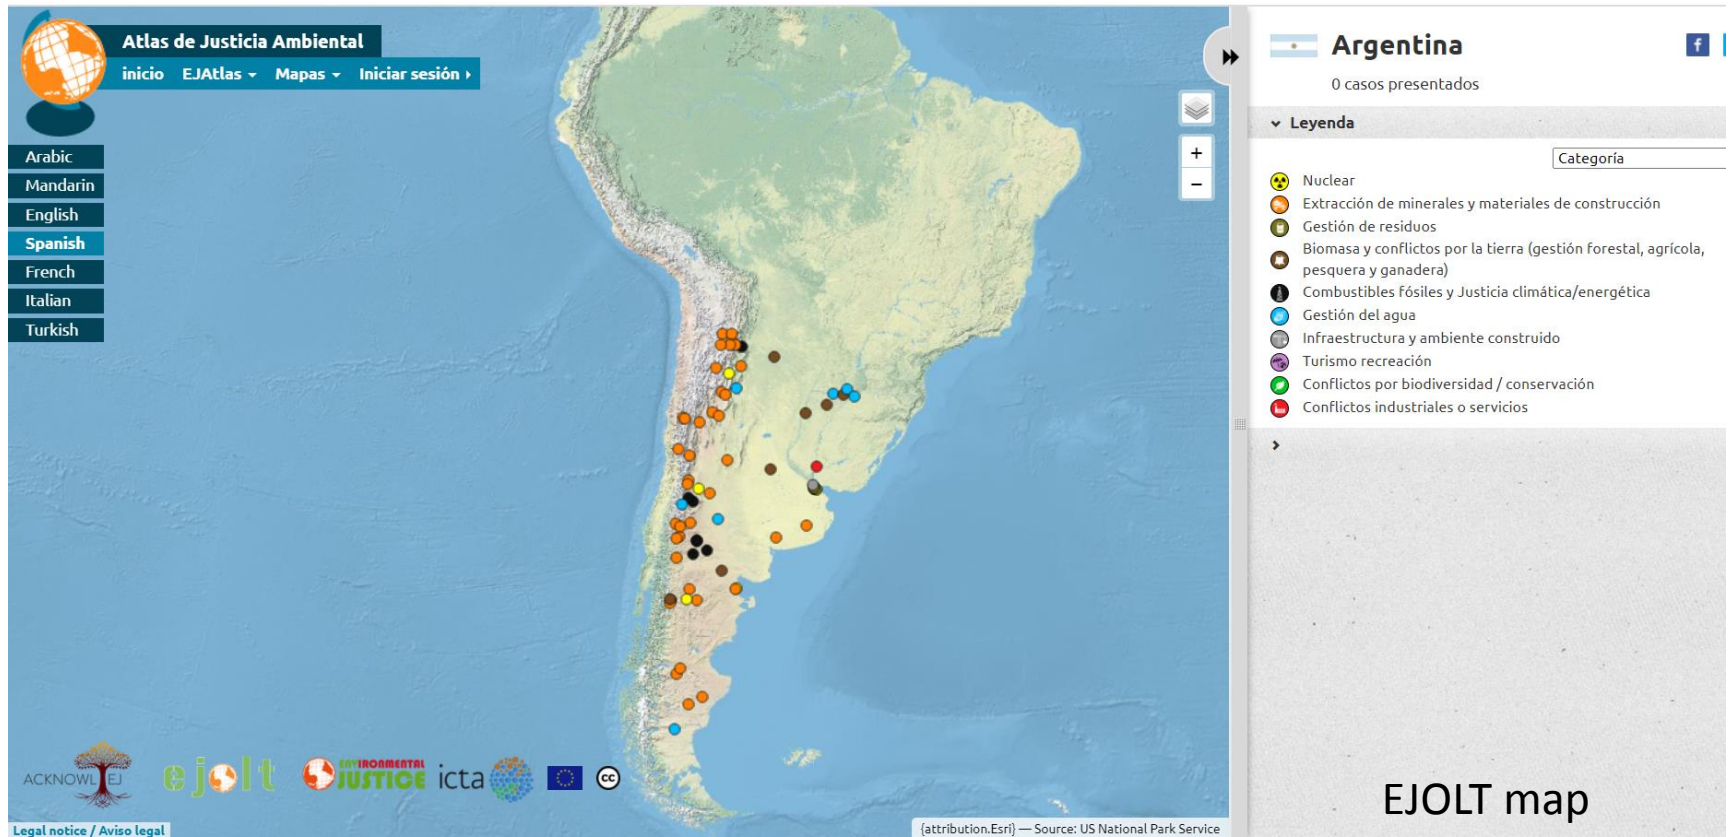 Atlas de Justicia Ambiental
inicio EJAtlas Mapas Iniciar sesión
Arabic
Mandarin
English
Spanish
French
Italian
Turkish
+
−
ACKNOWL EJ
ejolt
ENVIRONMENTAL
JUSTICE
icta
cc
Legal notice / Aviso legal
{attribution.Esri} — Source: US National Park Service
Argentina
f
0 casos presentados
Leyenda
Categoría
Nuclear
Extracción de minerales y materiales de construcción
Gestión de residuos
Biomasa y conflictos por la tierra (gestión forestal, agrícola,
pesquera y ganadera)
Combustibles fósiles y Justicia climática/energética
Gestión del agua
Infraestructura y ambiente construido
Turismo recreación
Conflictos por biodiversidad / conservación
Conflictos industriales o servicios
EJOLT map